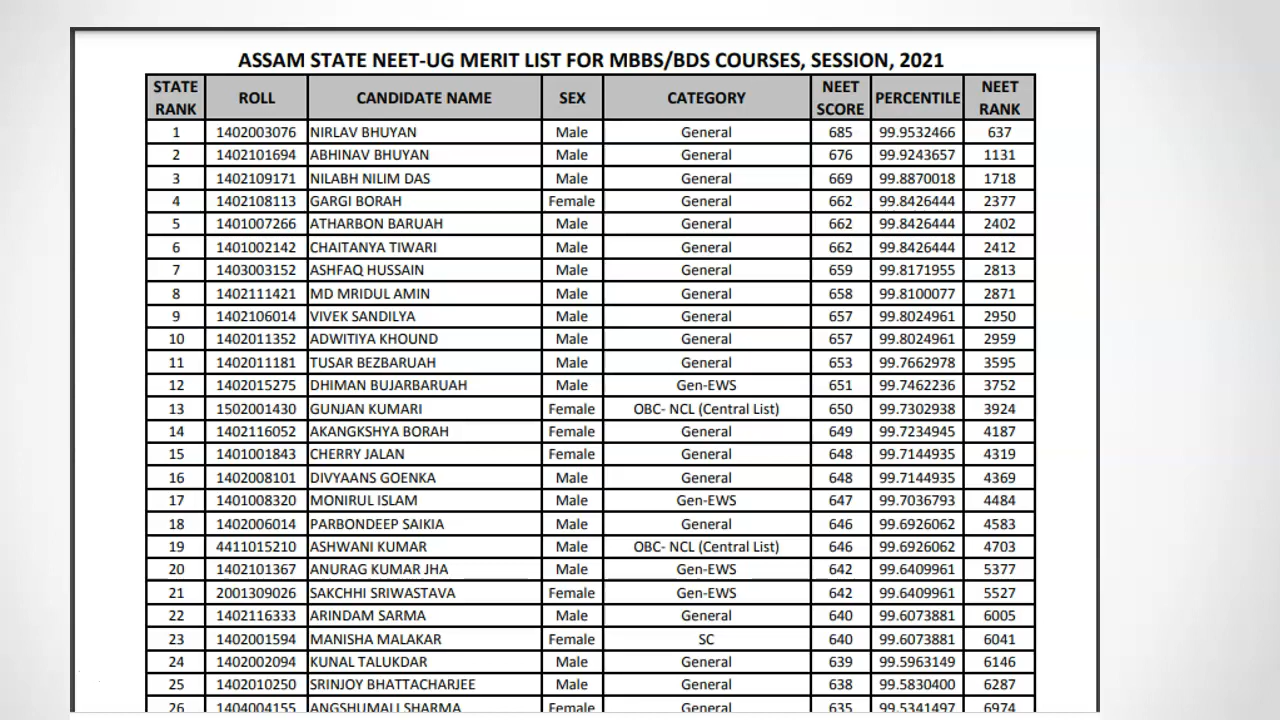 ASSAM STATE NEET-UG MERIT LIST FOR MBBS/BDS COURSES, SESSION, 2021
STATE RANK ROLL CANDIDATE NAME SEX CATEGORY NEET SCORE PERCENTILE NEET RANK
1 1402003076 NIRLAV BHUYAN Male General 685 99.9532466 637
2 1402101694 ABHINAV BHUYAN Male General 676 99.9243657 1131
3 1402109171 NILABH NILIM DAS Male General 669 99.8870018 1718
4 1402108113 GARGI BORAH Female General 662 99.8426444 2377
5 1401007266 ATHARBON BARUAH Male General 662 99.8426444 2402
6 1401002142 CHAITANYA TIWARI Male General 662 99.8426444 2412
7 1403003152 ASHFAQ HUSSAIN Male General 659 99.8171955 2813
8 1402111421 MD MRIDUL AMIN Male General 658 99.8100077 2871
9 1402106014 VIVEK SANDILYA Male General 657 99.8024961 2950
10 1402011352 ADWITIYA KHOUND Male General 657 99.8024961 2959
11 1402011181 TUSAR BEZBARUAH Male General 653 99.7662978 3595
12 1402015275 DHIMAN BUJARBARUAH Male Gen-EWS 651 99.7462236 3752
13 1502001430 GUNJAN KUMARI Female OBC- NCL (Central List) 650 99.7302938 3924
14 1402116052 AKANGKSHYA BORAH Female General 649 99.7234945 4187
15 1401001843 CHERRY JALAN Female General 648 99.7144935 4319
16 1402008101 DIVYAANS GOENKA Male General 648 99.7144935 4369
17 1401008320 MONIRUL ISLAM Male Gen-EWS 647 99.7036793 4484
18 1402006014 PARBONDEEP SAIKIA Male General 646 99.6926062 4583
19 4411015210 ASHWANI KUMAR Male OBC- NCL (Central List) 646 99.6926062 4703
20 1402101367 ANURAG KUMAR JHA Male Gen-EWS 642 99.6409961 5377
21 2001309026 SAKCHHI SRIWASTAVA Female Gen-EWS 642 99.6409961 5527
22 1402116333 ARINDAM SARMA Male General 640 99.6073881 6005
23 1402001594 MANISHA MALAKAR Female SC 640 99.6073881 6041
24 1402002094 KUNAL TALUKDAR Male General 639 99.5963149 6146
25 1402010250 SRINJOY BHATTACHARJEE Male General 638 99.5830400 6287
26 1404004155 ANGSHUMALI SHARMA Female General 635 99.5341497 6974